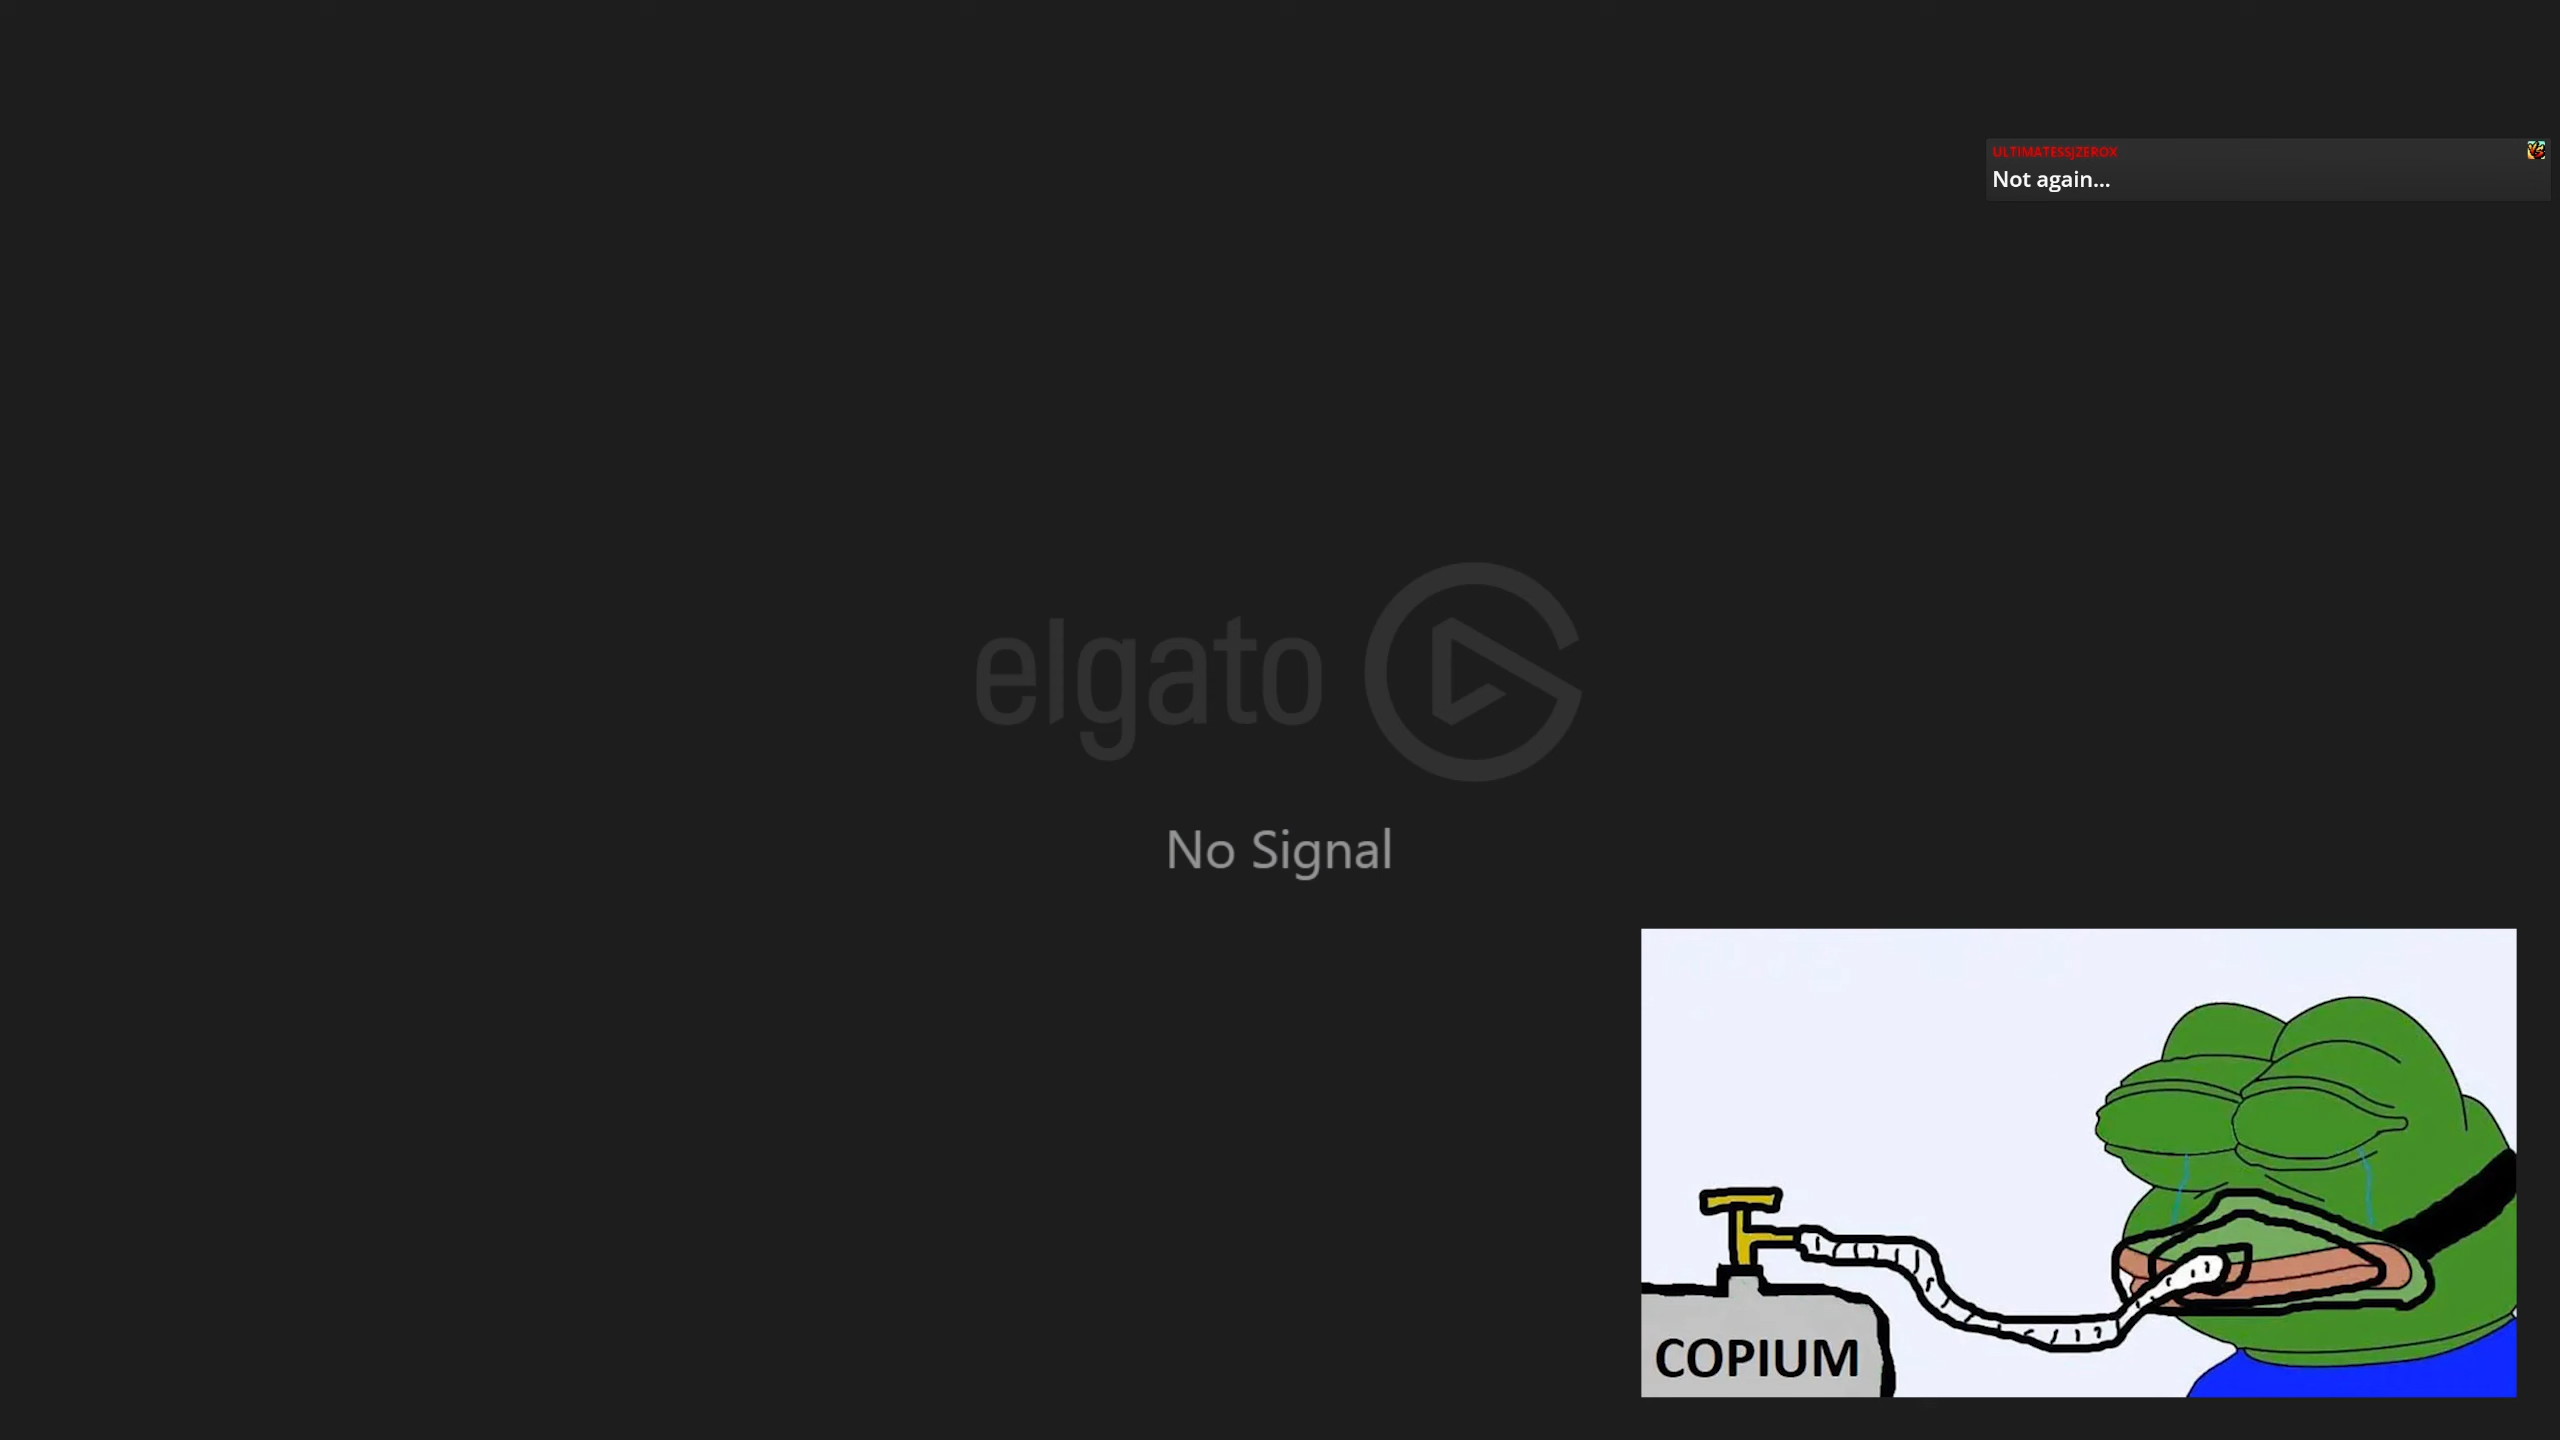 ULTIMATESSJZEROX
Not again...
elgato
No Signal
COPIUM